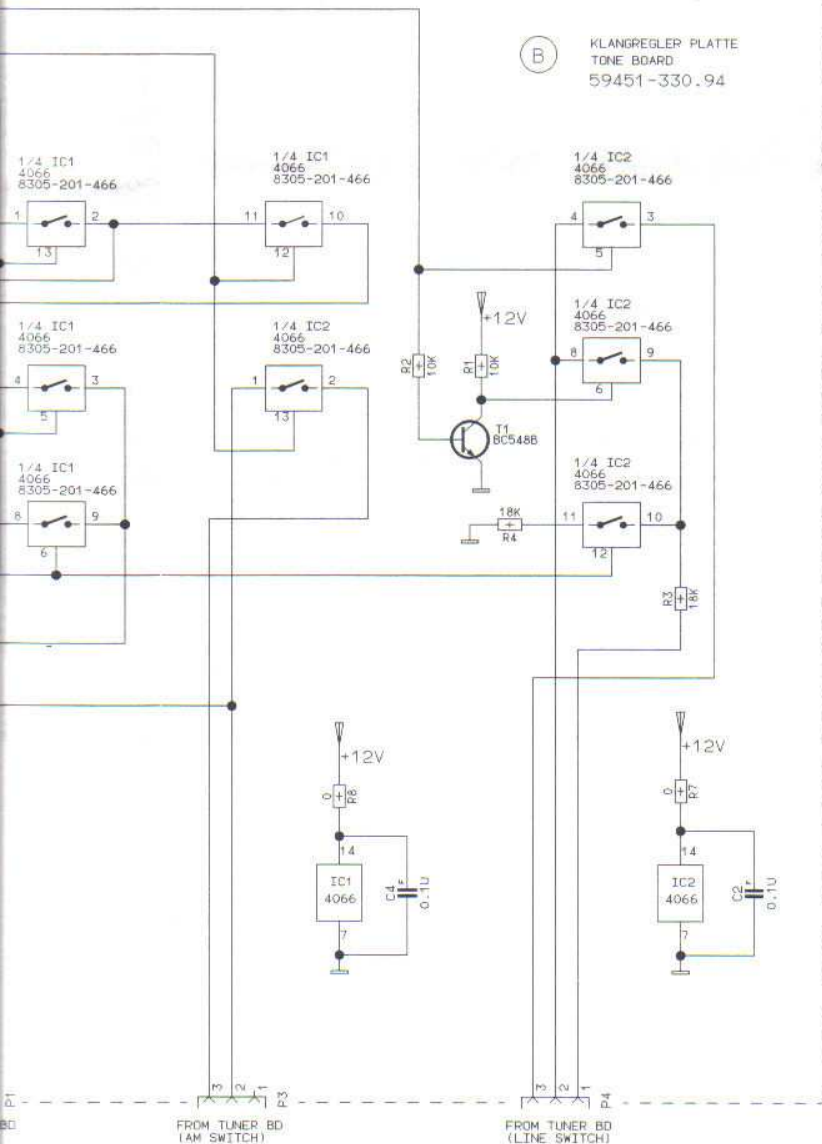 B
KLANGREGLER PLATTE
TONE BOARD
59451-330.94
1/4 IC1
4066
8305-201-466
1
2
13
1/4 IC1
4066
8305-201-466
11
10
12
1/4 IC2
4066
8305-201-466
4
3
5
1/4 IC1
4066
8305-201-466
4
3
5
1/4 IC2
4066
8305-201-466
1
2
13
R2
10K
R1
10K
+12V
1/4 IC2
4066
8305-201-466
8
9
6
T1
BC548B
1/4 IC1
4066
8305-201-466
8
9
6
18K
R4
1/4 IC2
4066
8305-201-466
11
10
12
R3
18K
+12V
0
R8
14
IC1
4066
7
C4
F
0.1U
+12V
0
R7
14
IC2
4066
7
C2
F
0.1U
P1
BD
3
2
1
P3
FROM TUNER BD
(AM SWITCH)
3
2
1
P4
FROM TUNER BD
(LINE SWITCH)